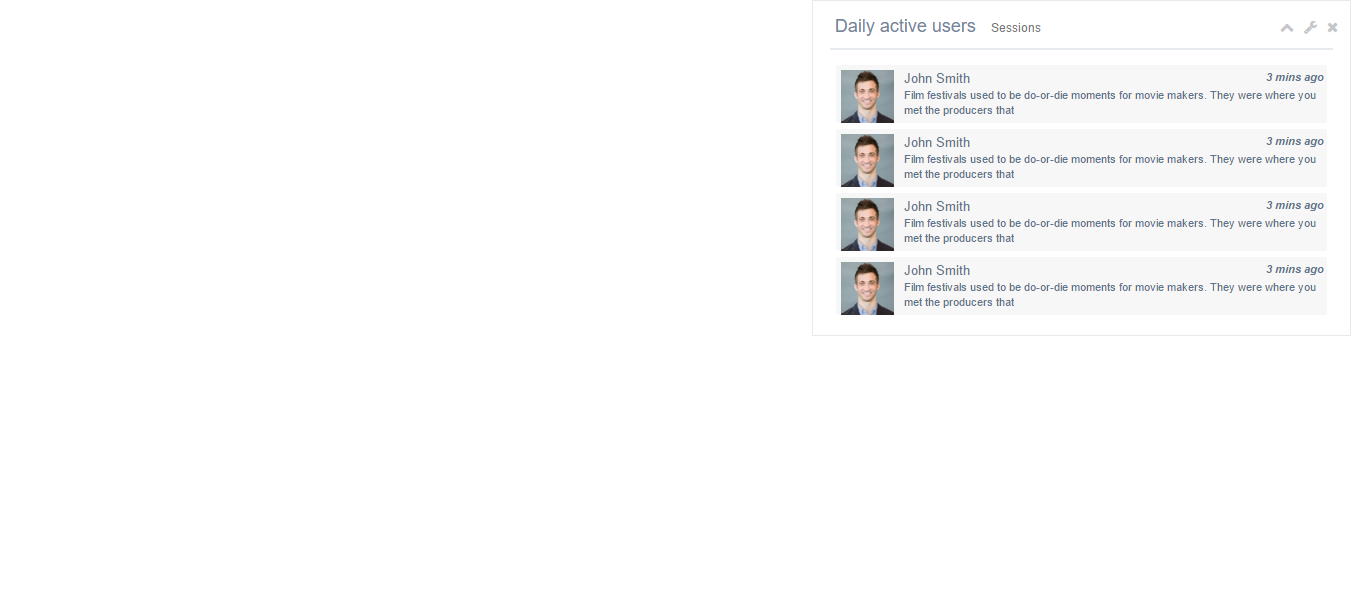 Daily active users Sessions
John Smith 3 mins ago
Film festivals used to be do-or-die moments for movie makers. They were where you
met the producers that
John Smith 3 mins ago
Film festivals used to be do-or-die moments for movie makers. They were where you
met the producers that
John Smith 3 mins ago
Film festivals used to be do-or-die moments for movie makers. They were where you
met the producers that
John Smith 3 mins ago
Film festivals used to be do-or-die moments for movie makers. They were where you
met the producers that